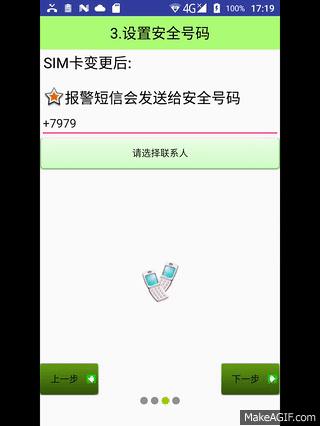 4G 100% 17:19
3.设置安全号码
SIM卡变更后:
报警短信会发送给安全号码
+7979
请选择联系人
上一步 下一步
MakeAGIF.com